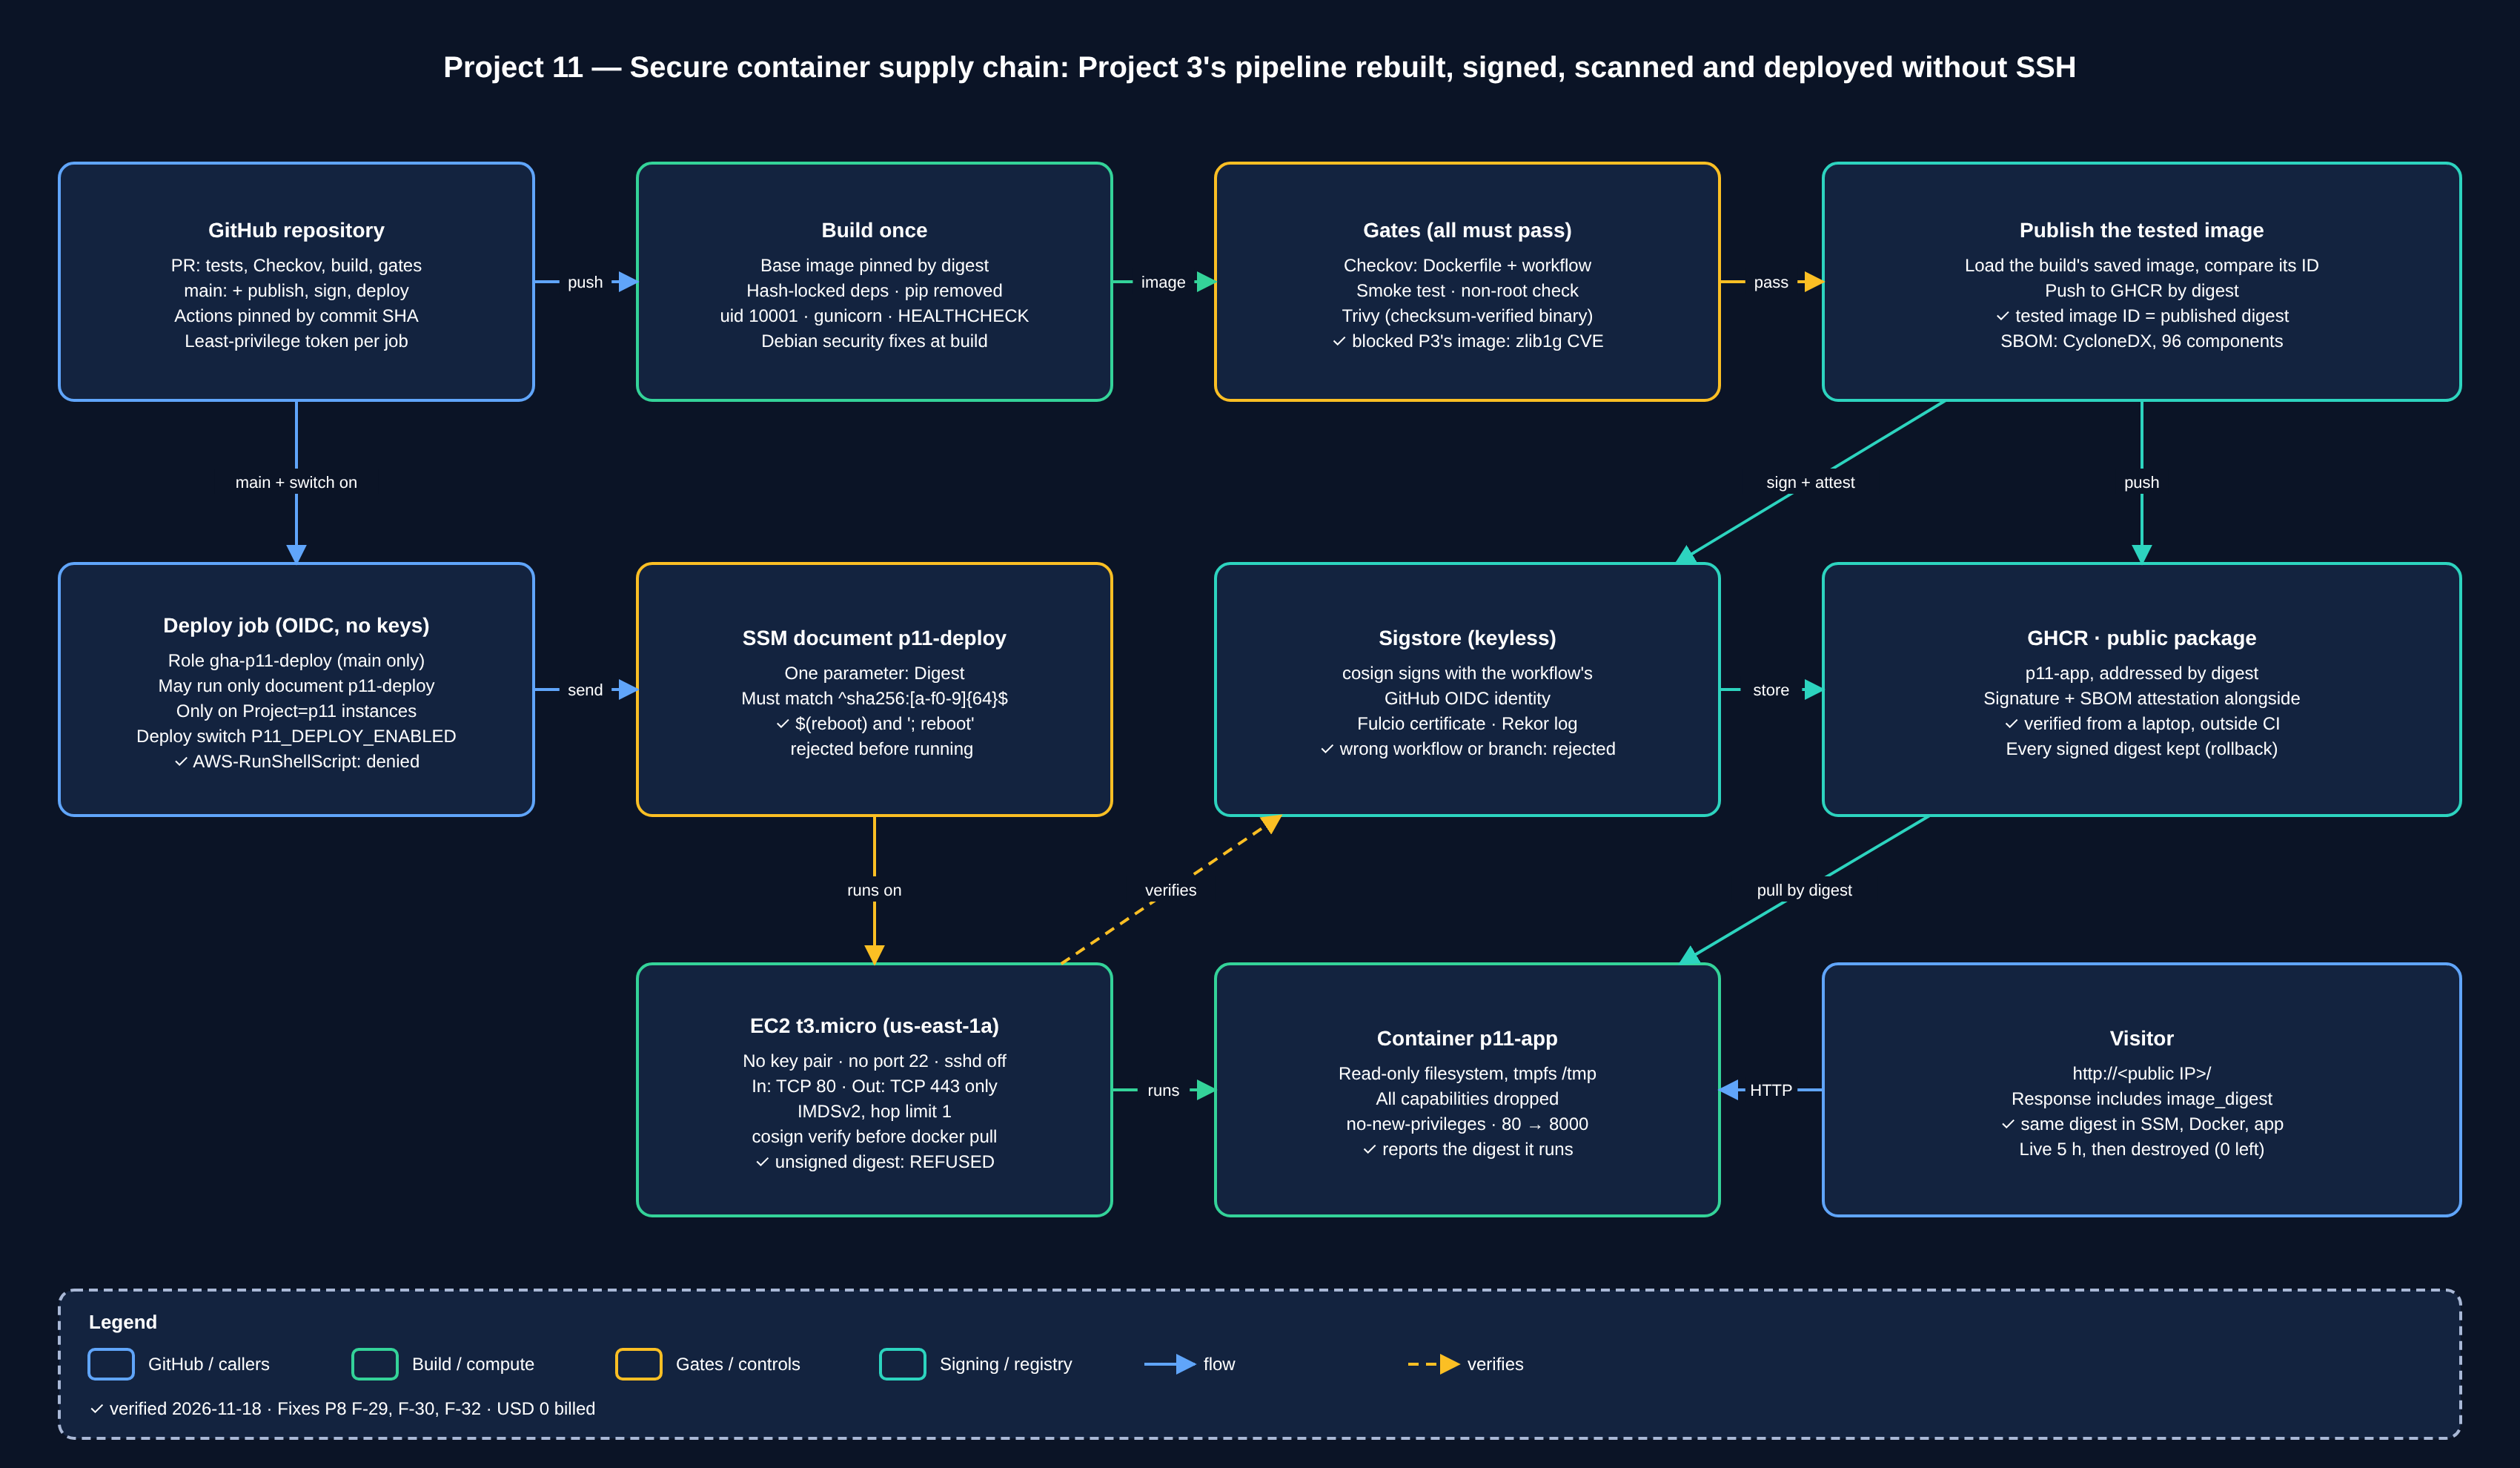 Project 11 — Secure container supply chain: Project 3's pipeline rebuilt, signed, scanned and deployed without SSH
GitHub repository
PR: tests, Checkov, build, gates
main: + publish, sign, deploy
Actions pinned by commit SHA
Least-privilege token per job
push
Build once
Base image pinned by digest
Hash-locked deps · pip removed
uid 10001 · gunicorn · HEALTHCHECK
Debian security fixes at build
image
Gates (all must pass)
Checkov: Dockerfile + workflow
Smoke test · non-root check
Trivy (checksum-verified binary)
✓ blocked P3's image: zlib1g CVE
pass
Publish the tested image
Load the build's saved image, compare its ID
Push to GHCR by digest
✓ tested image ID = published digest
SBOM: CycloneDX, 96 components
main + switch on
sign + attest
push
Deploy job (OIDC, no keys)
Role gha-p11-deploy (main only)
May run only document p11-deploy
Only on Project=p11 instances
Deploy switch P11_DEPLOY_ENABLED
✓ AWS-RunShellScript: denied
send
SSM document p11-deploy
One parameter: Digest
Must match ^sha256:[a-f0-9]{64}$
✓ $(reboot) and '; reboot'
rejected before running
Sigstore (keyless)
cosign signs with the workflow's
GitHub OIDC identity
Fulcio certificate · Rekor log
✓ wrong workflow or branch: rejected
store
GHCR · public package
p11-app, addressed by digest
Signature + SBOM attestation alongside
✓ verified from a laptop, outside CI
Every signed digest kept (rollback)
runs on
verifies
pull by digest
EC2 t3.micro (us-east-1a)
No key pair · no port 22 · sshd off
In: TCP 80 · Out: TCP 443 only
IMDSv2, hop limit 1
cosign verify before docker pull
✓ unsigned digest: REFUSED
runs
Container p11-app
Read-only filesystem, tmpfs /tmp
All capabilities dropped
no-new-privileges · 80 → 8000
✓ reports the digest it runs
HTTP
Visitor
http://<public IP>/
Response includes image_digest
✓ same digest in SSM, Docker, app
Live 5 h, then destroyed (0 left)
Legend
GitHub / callers
Build / compute
Gates / controls
Signing / registry
flow
verifies
✓ verified 2026-11-18 · Fixes P8 F-29, F-30, F-32 · USD 0 billed